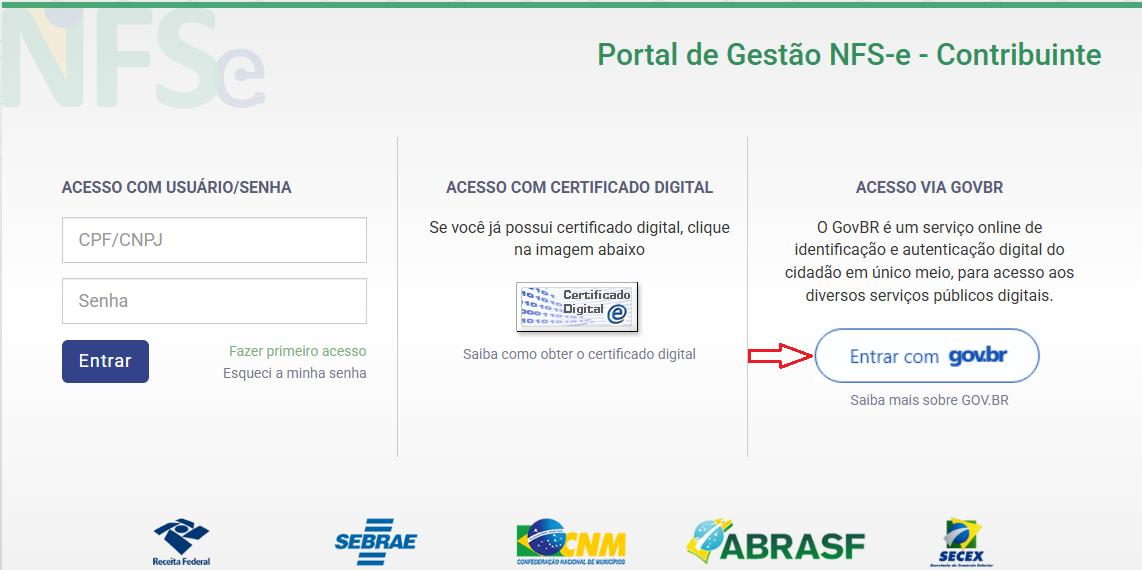 NFSe
Portal de Gestão NFS-e - Contribuinte
ACESSO COM USUÁRIO/SENHA
CPF/CNPJ
Senha
Entrar
Fazer primeiro acesso
Esqueci a minha senha
ACESSO COM CERTIFICADO DIGITAL
Se você já possui certificado digital, clique
na imagem abaixo
Certificado
Digital e
Saiba como obter o certificado digital
ACESSO VIA GOVBR
O GovBR é um serviço online de
identificação e autenticação digital do
cidadão em único meio, para acesso aos
diversos serviços públicos digitais.
Entrar com gov.br
Saiba mais sobre GOV.BR
Receita Federal
SEBRAE
CNM
CONFEDERAÇÃO NACIONAL DE MUNICÍPIOS
ABRASF
SECEX
Secretaria de Comércio Exterior